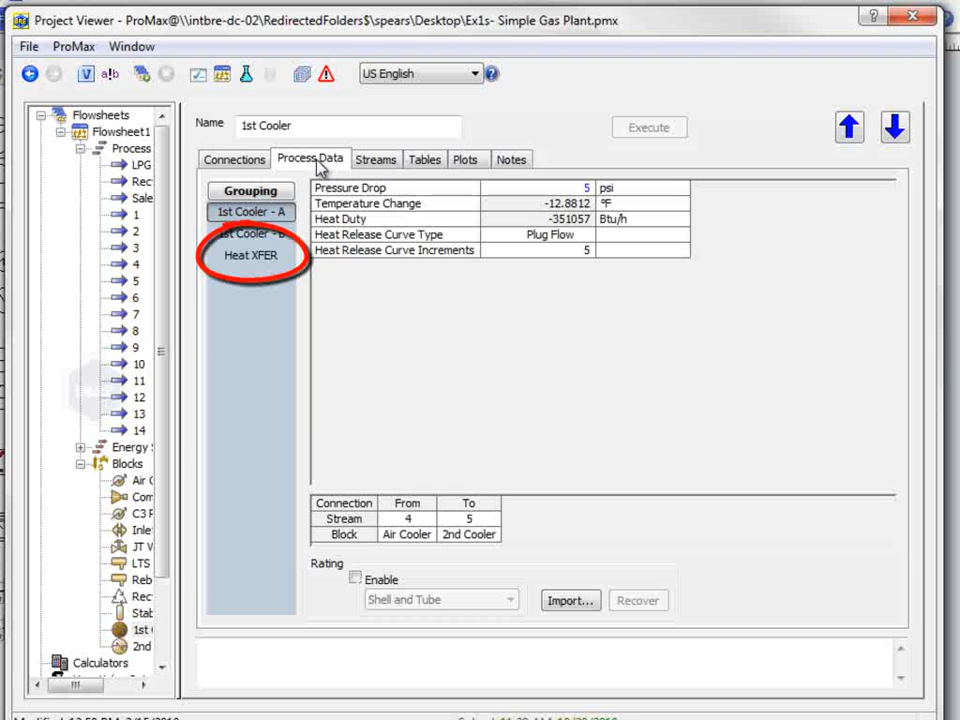 Project Viewer - ProMax@\\intbre-dc-02\RedirectedFolders$\spears\Desktop\Ex1s- Simple Gas Plant.pmx
File ProMax Window
US English
Flowsheets
Flowsheet1
Process
LPG
Rec
Sale
1
2
3
4
5
6
7
8
9
10
11
12
13
14
Energy
Blocks
Air C
Com
C3 R
Inle
JT V
LTS
Reb
Rec
Stab
1st
2nd
Calculators
Name 1st Cooler Execute
Connections Process Data Streams Tables Plots Notes
Grouping
1st Cooler - A
1st Cooler - B
Heat XFER
Pressure Drop 5 psi
Temperature Change -12.8812 °F
Heat Duty -351057 Btu/h
Heat Release Curve Type Plug Flow
Heat Release Curve Increments 5
Connection From To
Stream 4 5
Block Air Cooler 2nd Cooler
Rating
Enable
Shell and Tube Import... Recover